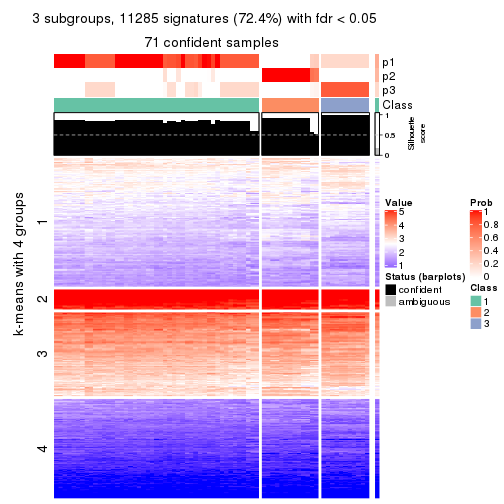 3 subgroups, 11285 signatures (72.4%) with fdr < 0.05
71 confident samples
p1
p2
p3
Class
1
0.5
0
Silhouette
score
k-means with 4 groups
1
2
3
4
Value
5
4
3
2
1
Status (barplots)
confident
ambiguous
Prob
1
0.8
0.6
0.4
0.2
0
Class
1
2
3